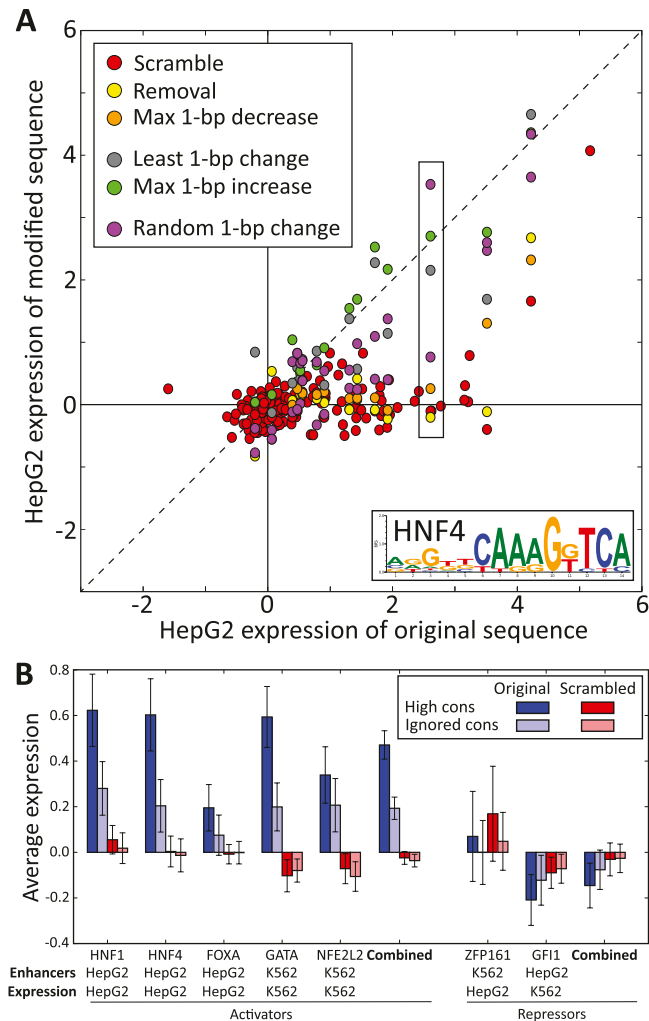 A
HepG2 expression of modified sequence
6
4
2
0
-2
Scramble
Removal
Max 1-bp decrease
Least 1-bp change
Max 1-bp increase
Random 1-bp change
HNF4
CAAAG TCA
-2 0 2 4 6
HepG2 expression of original sequence
B
Average expression
0.8
0.6
0.4
0.2
0.0
-0.2
-0.4
Original Scrambled
High cons
Ignored cons
HNF1 HNF4 FOXA GATA NFE2L2 Combined ZFP161 GFI1 Combined
Enhancers HepG2 HepG2 HepG2 K562 K562 K562 HepG2
Expression HepG2 HepG2 HepG2 K562 K562 HepG2 K562
Activators Repressors